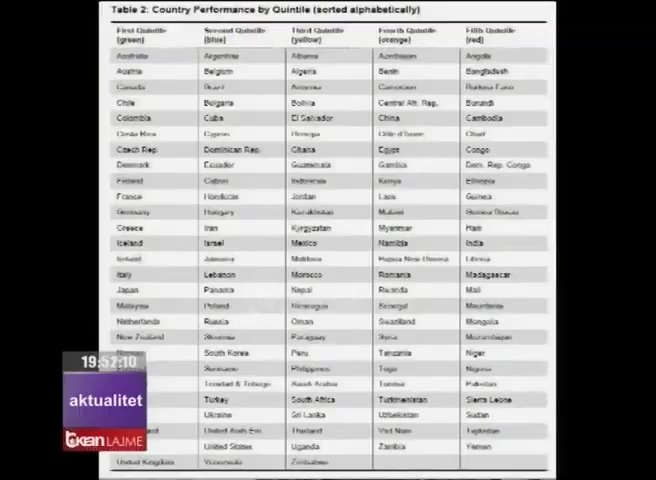 Table 2: Country Performance by Quintile (sorted alphabetically)
First Quintile Second Quintile Third Quintile Fourth Quintile Fifth Quintile
(green) (blue) (yellow) (orange) (red)
Australia Argentina Albania Azerbaijan Angola
Austria Belgium Algeria Benin Bangladesh
Canada Brazil Armenia Cameroon Burkina Faso
Chile Bulgaria Bolivia Central Afr. Rep. Burundi
Colombia Cuba El Salvador China Cambodia
Costa Rica Cyprus Georgia Côte d'Ivoire Chad
Czech Rep. Dominican Rep. Ghana Egypt Congo
Denmark Ecuador Guatemala Gambia Dem. Rep. Congo
Finland Gabon Indonesia Kenya Ethiopia
France Honduras Jordan Laos Guinea
Germany Hungary Kazakhstan Malawi Guinea Bissau
Greece Iran Kyrgyzstan Myanmar Haiti
Iceland Israel Mexico Namibia India
Ireland Jamaica Moldova Papua New Guinea Liberia
Italy Lebanon Morocco Romania Madagascar
Japan Panama Nepal Rwanda Mali
Malaysia Poland Nicaragua Senegal Mauritania
Netherlands Russia Oman Swaziland Mongolia
New Zealand Slovenia Paraguay Syria Mozambique
South Korea Peru Tanzania Niger
Suriname Philippines Togo Nigeria
Trinidad & Tobago Saudi Arabia Tunisia Pakistan
Turkey South Africa Turkmenistan Sierra Leone
Ukraine Sri Lanka Uzbekistan Sudan
United Arab Em. Thailand Viet Nam Tajikistan
United States Uganda Zambia Yemen
United Kingdom Venezuela Zimbabwe
19:52:10
aktualitet
LAJME